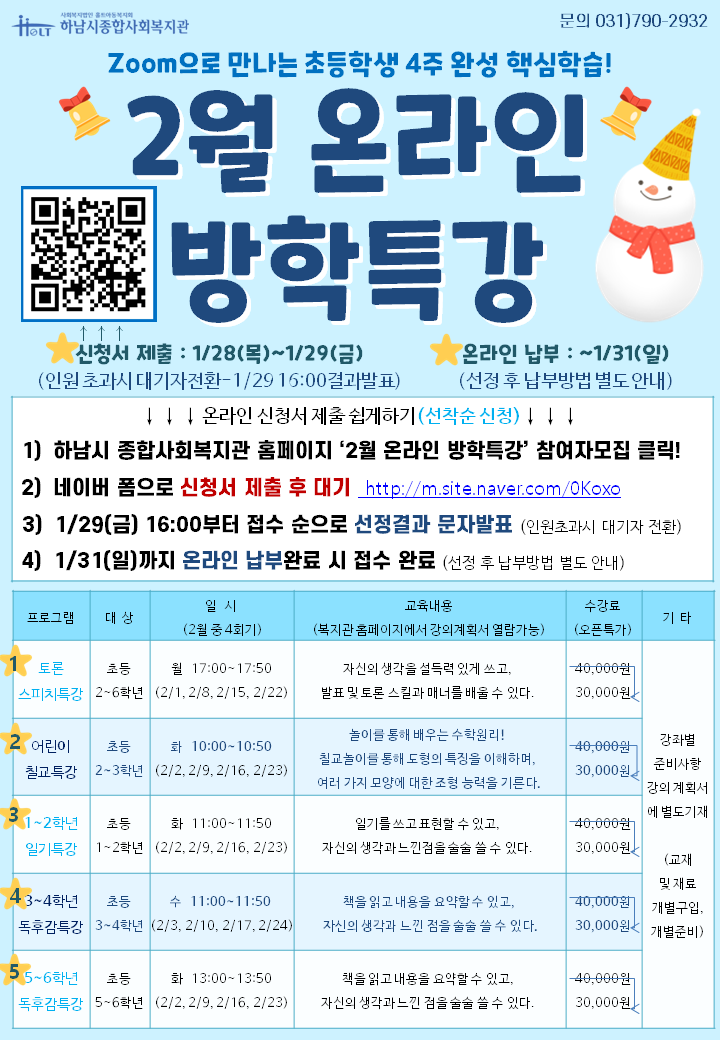 사회복지법인 홀트아동복지회
HOLT 하남시종합사회복지관
문의 031)790-2932
Zoom으로 만나는 초등학생 4주 완성 핵심학습!
2월 온라인
방학특강
↑ ↑ ↑
신청서 제출 : 1/28(목)~1/29(금)
(인원 초과시 대기자전환-1/29 16:00결과발표)
온라인 납부 : ~1/31(일)
(선정 후 납부방법 별도 안내)
↓ ↓ ↓ 온라인 신청서 제출 쉽게하기 (선착순 신청) ↓ ↓ ↓
1) 하남시 종합사회복지관 홈페이지 ‘2월 온라인 방학특강’ 참여자모집 클릭!
2) 네이버 폼으로 신청서 제출 후 대기 http://m.site.naver.com/0Koxo
3) 1/29(금) 16:00부터 접수 순으로 선정결과 문자발표 (인원초과시 대기자 전환)
4) 1/31(일)까지 온라인 납부완료 시 접수 완료 (선정 후 납부방법 별도 안내)
프로그램
대 상
일 시
(2월 중 4회기)
교육내용
(복지관 홈페이지에서 강의계획서 열람가능)
수강료
(오픈특가)
기 타
1
토론
스피치특강
초등
2~6학년
월 17:00~17:50
(2/1, 2/8, 2/15, 2/22)
자신의 생각을 설득력 있게 쓰고,
발표 및 토론 스킬과 매너를 배울 수 있다.
40,000원
30,000원
2
어린이
칠교특강
초등
2~3학년
화 10:00~10:50
(2/2, 2/9, 2/16, 2/23)
놀이를 통해 배우는 수학원리!
칠교놀이를 통해 도형의 특징을 이해하며,
여러 가지 모양에 대한 조형 능력을 기른다.
40,000원
30,000원
3
1~2학년
일기특강
초등
1~2학년
화 11:00~11:50
(2/2, 2/9, 2/16, 2/23)
일기를 쓰고 표현할 수 있고,
자신의 생각과 느낀점을 술술 쓸 수 있다.
40,000원
30,000원
4
3~4학년
독후감특강
초등
3~4학년
수 11:00~11:50
(2/3, 2/10, 2/17, 2/24)
책을 읽고 내용을 요약할 수 있고,
자신의 생각과 느낀 점을 술술 쓸 수 있다.
40,000원
30,000원
5
5~6학년
독후감특강
초등
5~6학년
화 13:00~13:50
(2/2, 2/9, 2/16, 2/23)
책을 읽고 내용을 요약할 수 있고,
자신의 생각과 느낀 점을 술술 쓸 수 있다.
40,000원
30,000원
강좌별
준비사항
강의 계획서
에 별도기재
(교재
및 재료
개별구입,
개별준비)